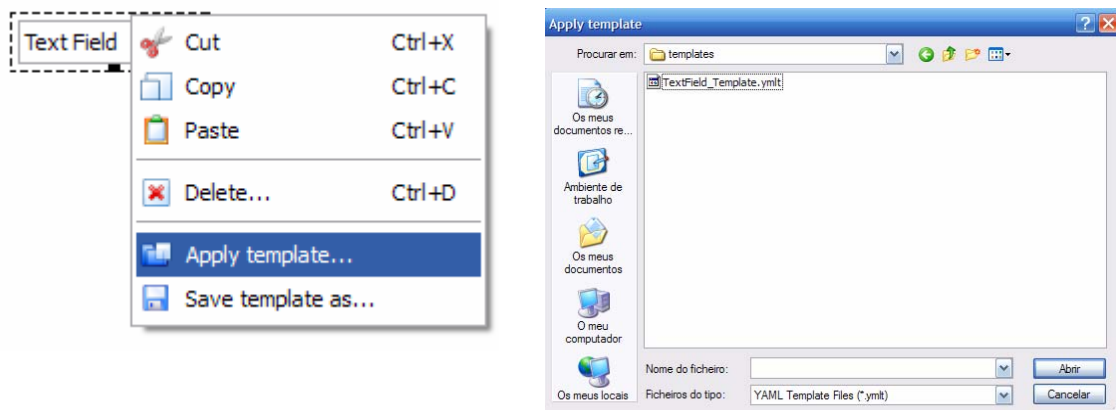 Text Field
Cut Ctrl+X
Copy Ctrl+C
Paste Ctrl+V
Delete... Ctrl+D
Apply template...
Save template as...
Apply template
Procurar em: templates
TextField_Template.ymlt
Os meus
documentos re...
Ambiente de
trabalho
Os meus
documentos
O meu
computador
Os meus locais
Nome do ficheiro:
Abrir
Ficheiros do tipo: YAML Template Files (*.ymlt)
Cancelar